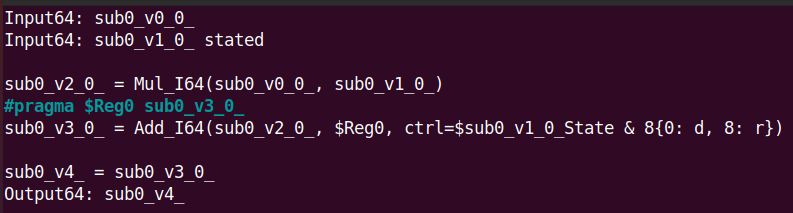 Input64: sub0_v0_0_
Input64: sub0_v1_0_ stated
sub0_v2_0_ = Mul_I64(sub0_v0_0_, sub0_v1_0_)
#pragma $Reg0 sub0_v3_0_
sub0_v3_0_ = Add_I64(sub0_v2_0_, $Reg0, ctrl=$sub0_v1_0_State & 8{0: d, 8: r})
sub0_v4_ = sub0_v3_0_
Output64: sub0_v4_